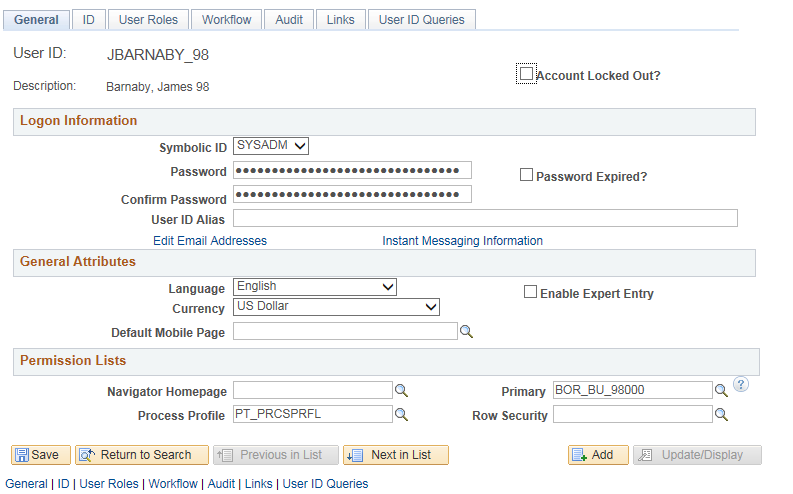 General ID User Roles Workflow Audit Links User ID Queries
User ID: JBARNABY_98
Account Locked Out?
Description: Barnaby, James 98
Logon Information
Symbolic ID SYSADM
Password ●●●●●●●●●●●●●●●●●●●●●●●●●●●●●●●● Password Expired?
Confirm Password ●●●●●●●●●●●●●●●●●●●●●●●●●●●●●●●●
User ID Alias
Edit Email Addresses Instant Messaging Information
General Attributes
Language English Enable Expert Entry
Currency US Dollar
Default Mobile Page
Permission Lists
Navigator Homepage Primary BOR_BU_98000 ?
Process Profile PT_PRCSPRFL Row Security
Save Return to Search Previous in List Next in List Add Update/Display
General | ID | User Roles | Workflow | Audit | Links | User ID Queries